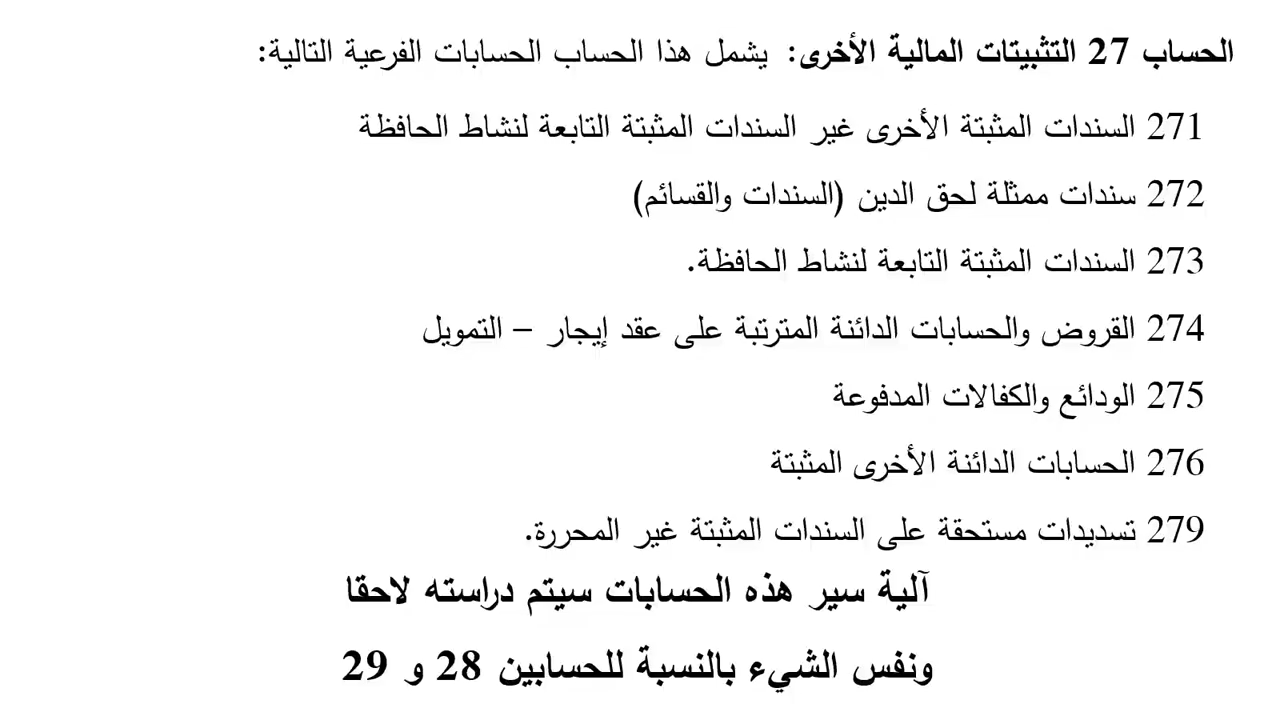 الحساب 27 التثبيتات المالية الأخرى: يشمل هذا الحساب الحسابات الفرعية التالية:
271 السندات المثبتة الأخرى غير السندات المثبتة التابعة لنشاط الحافظة
272 سندات ممثلة لحق الدين (السندات والقسائم)
273 السندات المثبتة التابعة لنشاط الحافظة.
274 القروض والحسابات الدائنة المترتبة على عقد إيجار – التمويل
275 الودائع والكفالات المدفوعة
276 الحسابات الدائنة الأخرى المثبتة
279 تسديدات مستحقة على السندات المثبتة غير المحررة.
آلية سير هذه الحسابات سيتم دراسته لاحقا
ونفس الشيء بالنسبة للحسابين 28 و 29